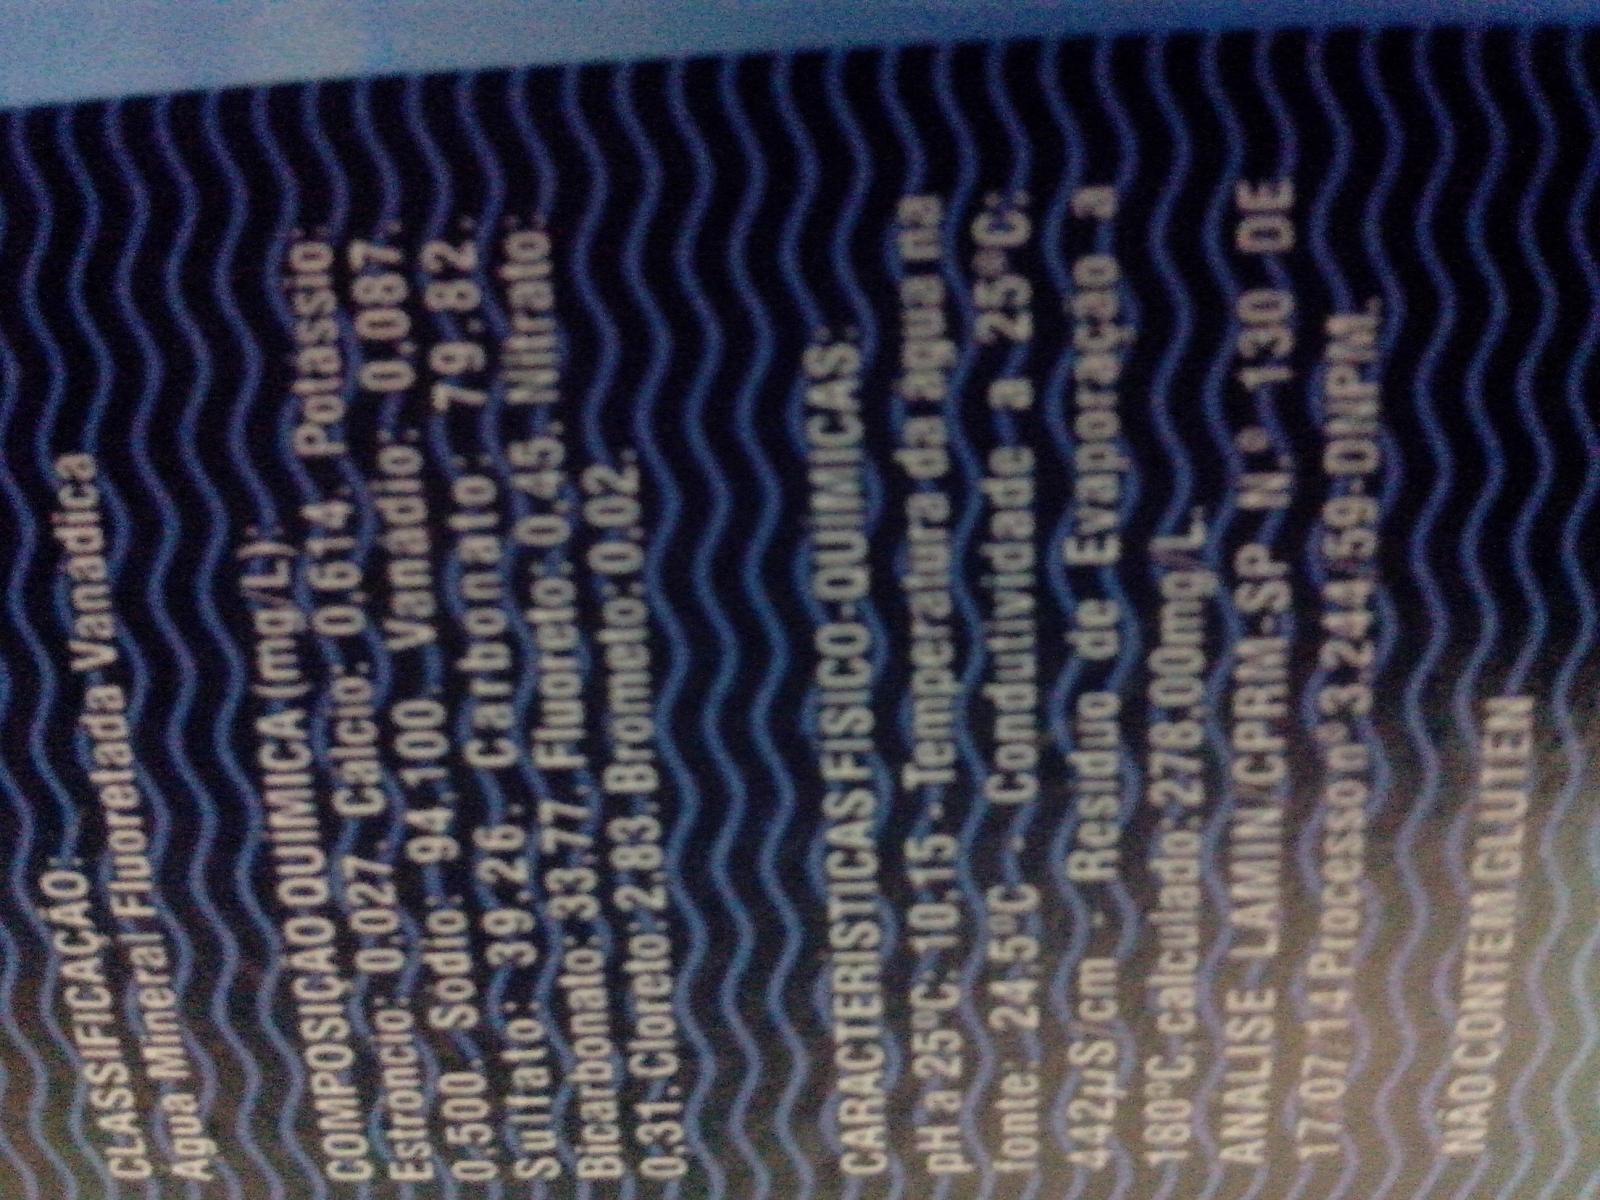 CLASSIFICAÇÃO:
Água Mineral Fluoretada Vanádica
COMPOSIÇÃO QUÍMICA (mg/L):
Estrôncio: 0.027. Cálcio: 0.614. Potássio:
0.500. Sódio: 94.100. Vanádio: 0.087.
Sulfato: 39.26. Carbonato: 79.82.
Bicarbonato: 33.77. Fluoreto: 0.45. Nitrato:
0.31. Cloreto: 2.83. Brometo: 0.02.
CARACTERÍSTICAS FÍSICO-QUÍMICAS:
pH a 25ºC: 10.15 - Temperatura da água na
fonte: 24.5ºC - Condutividade a 25ºC:
442µS/cm - Resíduo de Evaporação a
180ºC, calculado: 278.00mg/L.
ANÁLISE LAMIN/CPRM-SP N.º 130 DE
17/07/14 Processo nº 3.244/59-DNPM.
NÃO CONTÉM GLÚTEN